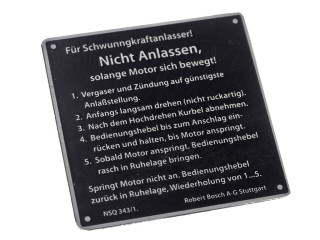 Für Schwunngkraftanlasser!
Nicht Anlassen,
solange Motor sich bewegt!
1. Vergaser und Zündung auf günstigste
Anlaßstellung.
2. Anfangs langsam drehen (nicht ruckartig).
3. Nach dem Hochdrehen Kurbel abnehmen.
4. Bedienungshebel bis zum Anschlag ein-
rücken und halten, bis Motor anspringt.
5. Sobald Motor anspringt, Bedienungshebel
rasch in Ruhelage bringen.
Springt Motor nicht an, Bedienungshebel
zurück in Ruhelage, Wiederholung von 1...5.
NSQ 343/1. Robert Bosch A-G Stuttgart